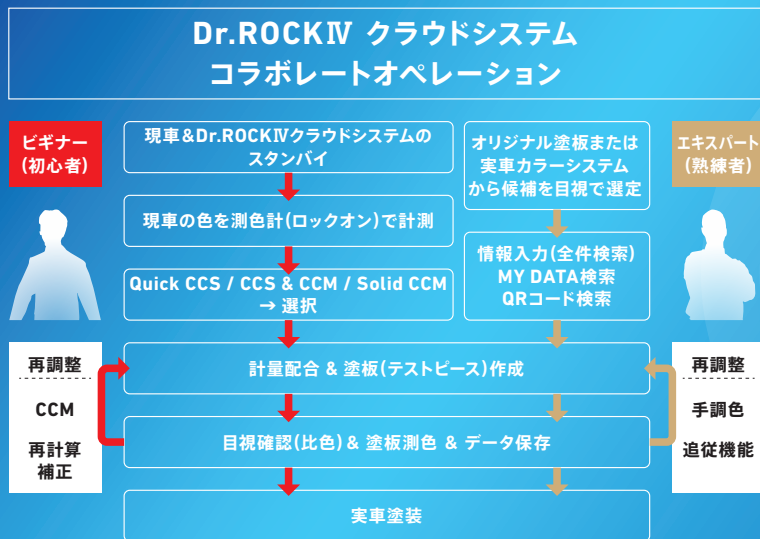 Dr.ROCKⅣ クラウドシステム
コラボレートオペレーション
ビギナー
(初心者)
現車&Dr.ROCKⅣクラウドシステムの
スタンバイ
現車の色を測色計(ロックオン)で計測
Quick CCS / CCS & CCM / Solid CCM
→ 選択
オリジナル塗板または
実車カラーシステム
から候補を目視で選定
情報入力(全件検索)
MY DATA検索
QRコード検索
エキスパート
(熟練者)
計量配合 & 塗板(テストピース)作成
目視確認(比色) & 塗板測色 & データ保存
実車塗装
再調整
CCM
再計算
補正
再調整
手調色
追従機能